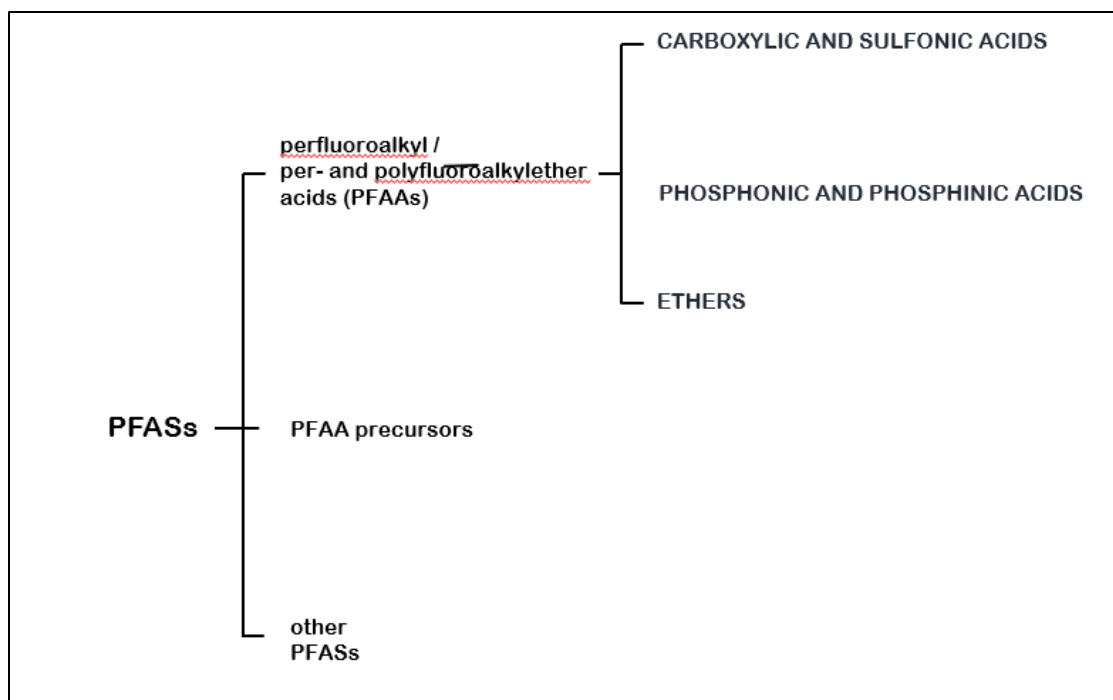 CARBOXYLIC AND SULFONIC ACIDS
perfluoroalkyl /
per- and polyfluoroalkylether
acids (PFAAs)
PHOSPHONIC AND PHOSPHINIC ACIDS
ETHERS
PFASs
PFAA precursors
other
PFASs